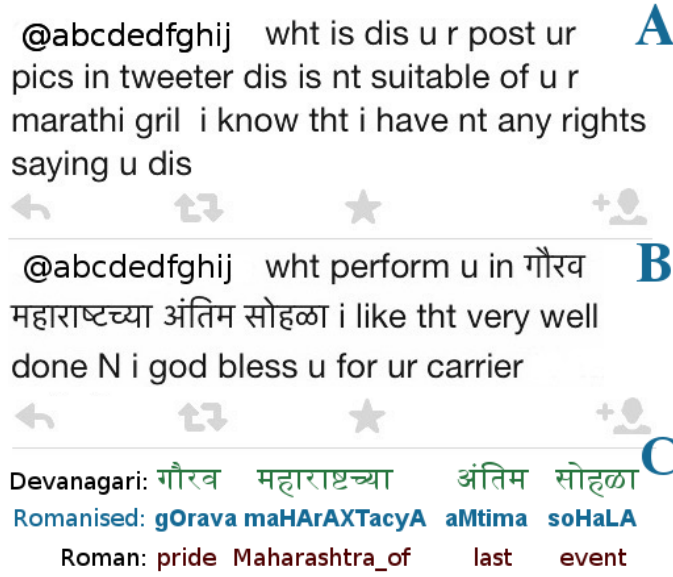 @abcdedfghij wht is dis u r post ur A
pics in tweeter dis is nt suitable of u r
marathi gril i know tht i have nt any rights
saying u dis
@abcdedfghij wht perform u in गौरव B
महाराष्टच्या अंतिम सोहळा i like tht very well
done N i god bless u for ur carrier
C
Devanagari: गौरव महाराष्टच्या अंतिम सोहळा
Romanised: gOrava maHArAXTacyA aMtima soHaLA
Roman: pride Maharashtra_of last event